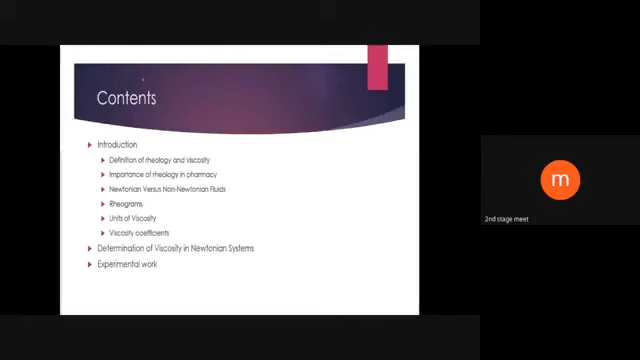 Contents
Introduction
Definition of rheology and viscosity
Importance of rheology in pharmacy
Newtonian Versus Non-Newtonian Fluids
Rheograms
Units of Viscosity
Viscosity coefficients
Determination of Viscosity in Newtonian Systems
Experimental work
m
2nd stage meet